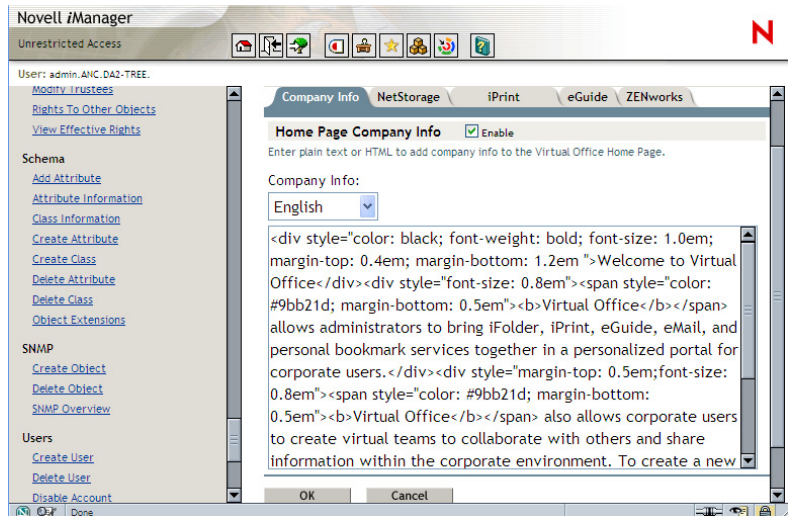 Novell iManager
Unrestricted Access
N
User: admin.ANC.DA2-TREE.
Modify Trustees
Rights To Other Objects
View Effective Rights
Schema
Add Attribute
Attribute Information
Class Information
Create Attribute
Create Class
Delete Attribute
Delete Class
Object Extensions
SNMP
Create Object
Delete Object
SNMP Overview
Users
Create User
Delete User
Disable Account
Company Info NetStorage iPrint eGuide ZENworks
Home Page Company Info Enable
Enter plain text or HTML to add company info to the Virtual Office Home Page.
Company Info:
English
<div style="color: black; font-weight: bold; font-size: 1.0em;
margin-top: 0.4em; margin-bottom: 1.2em ">Welcome to Virtual
Office</div><div style="font-size: 0.8em"><span style="color:
#9bb21d; margin-bottom: 0.5em"><b>Virtual Office</b></span>
allows administrators to bring iFolder, iPrint, eGuide, eMail, and
personal bookmark services together in a personalized portal for
corporate users.</div><div style="margin-top: 0.5em;font-size:
0.8em"><span style="color: #9bb21d; margin-bottom:
0.5em"><b>Virtual Office</b></span> also allows corporate users
to create virtual teams to collaborate with others and share
information within the corporate environment. To create a new
OK Cancel
Done